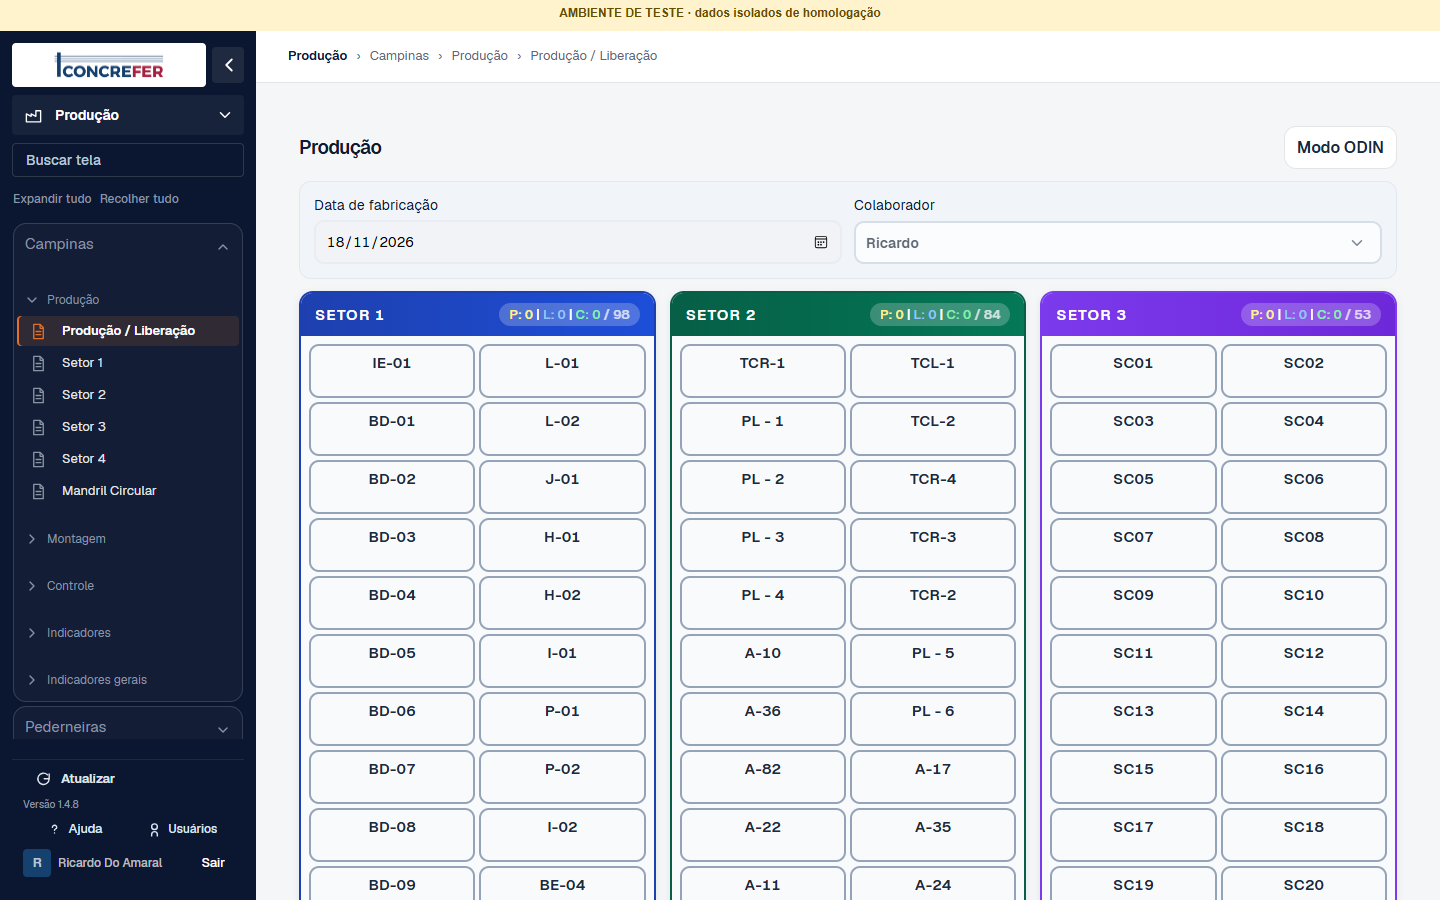 AMBIENTE DE TESTE · dados isolados de homologação
CONCREFER
Produção
Buscar tela
Expandir tudo Recolher tudo
Campinas
Produção
Produção / Liberação
Setor 1
Setor 2
Setor 3
Setor 4
Mandril Circular
Montagem
Controle
Indicadores
Indicadores gerais
Pederneiras
Atualizar
Versão 1.4.8
? Ajuda Usuários
R Ricardo Do Amaral Sair
Produção › Campinas › Produção › Produção / Liberação
Produção
Modo ODIN
Data de fabricação
18/11/2026
Colaborador
Ricardo
SETOR 1 P: 0 | L: 0 | C: 0 / 98
IE-01 L-01
BD-01 L-02
BD-02 J-01
BD-03 H-01
BD-04 H-02
BD-05 I-01
BD-06 P-01
BD-07 P-02
BD-08 I-02
BD-09 BE-04
SETOR 2 P: 0 | L: 0 | C: 0 / 84
TCR-1 TCL-1
PL - 1 TCL-2
PL - 2 TCR-4
PL - 3 TCR-3
PL - 4 TCR-2
A-10 PL - 5
A-36 PL - 6
A-82 A-17
A-22 A-35
A-11 A-24
SETOR 3 P: 0 | L: 0 | C: 0 / 53
SC01 SC02
SC03 SC04
SC05 SC06
SC07 SC08
SC09 SC10
SC11 SC12
SC13 SC14
SC15 SC16
SC17 SC18
SC19 SC20